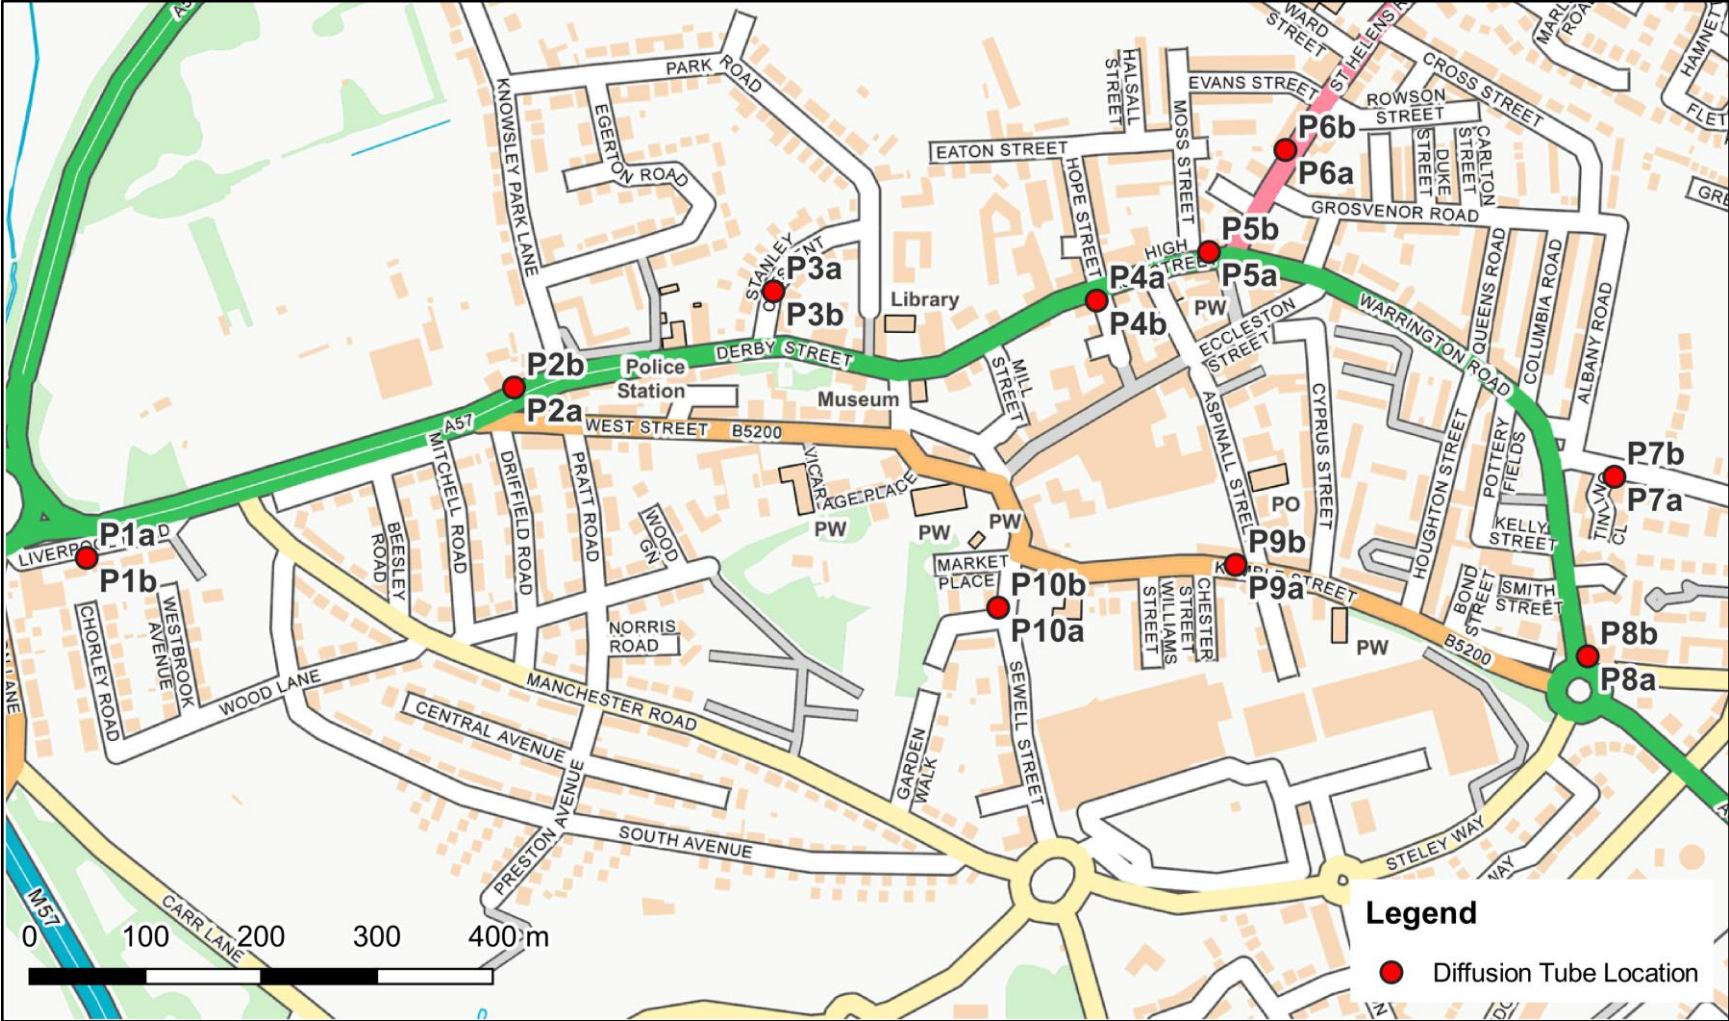 WARD
STREET
CROSS STREET
HALSALL
STREET
EVANS STREET
ROWSON
STREET
KNOWSLEY PARK LANE
PARK ROAD
EGERTON ROAD
EATON STREET
HOPE STREET
MOSS STREET
P6b
P6a
STREET
DUKE
STREET
CARLTON
GROSVENOR ROAD
STANLEY
P3a
P3b
Library
HIGH
P5b
P5a
P4a
P4b
PW
ECCLESTON
STREET
WARRINGTON ROAD
QUEENS ROAD
COLUMBIA ROAD
ALBANY ROAD
DERBY STREET
Police
Station
Museum
MILL
STREET
P2b
P2a
A57
WEST STREET
B5200
MITCHELL ROAD
DRIFFIELD ROAD
PRATT ROAD
VICARAGE PLACE
PW
PW
PW
ASPINALL STREET
CYPRUS STREET
PO
HOUGHTON STREET
POTTERY
FIELDS
P7b
P7a
KELLY
STREET
BEESLEY
ROAD
WOOD
GN
P1a
P1b
MARKET
PLACE
P10b
P10a
P9b
P9a
WILLIAMS
STREET
CHESTER
STREET
BOND
STREET
SMITH
STREET
P8b
P8a
B5200
PW
CHORLEY ROAD
WESTBROOK
AVENUE
NORRIS
ROAD
WOOD LANE
MANCHESTER ROAD
CENTRAL AVENUE
SEWELL STREET
GARDEN
WALK
PRESTON AVENUE
SOUTH AVENUE
STELEY WAY
WAY
M57
CARR LANE
0 100 200 300 400 m
Legend
Diffusion Tube Location